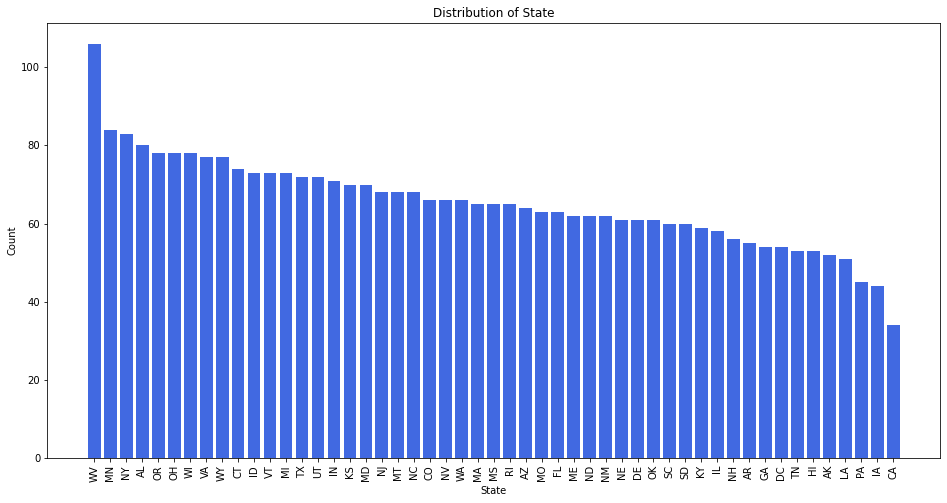 Distribution of State
Count
100
80
60
40
20
0
WV MN NY AL OR OH WI VA WY CT ID VT MI TX UT IN KS MD NJ MT NC CO NV WA MA MS RI AZ MO FL ME ND NM NE DE OK SC SD KY IL NH AR GA DC TN HI AK LA PA IA CA
State